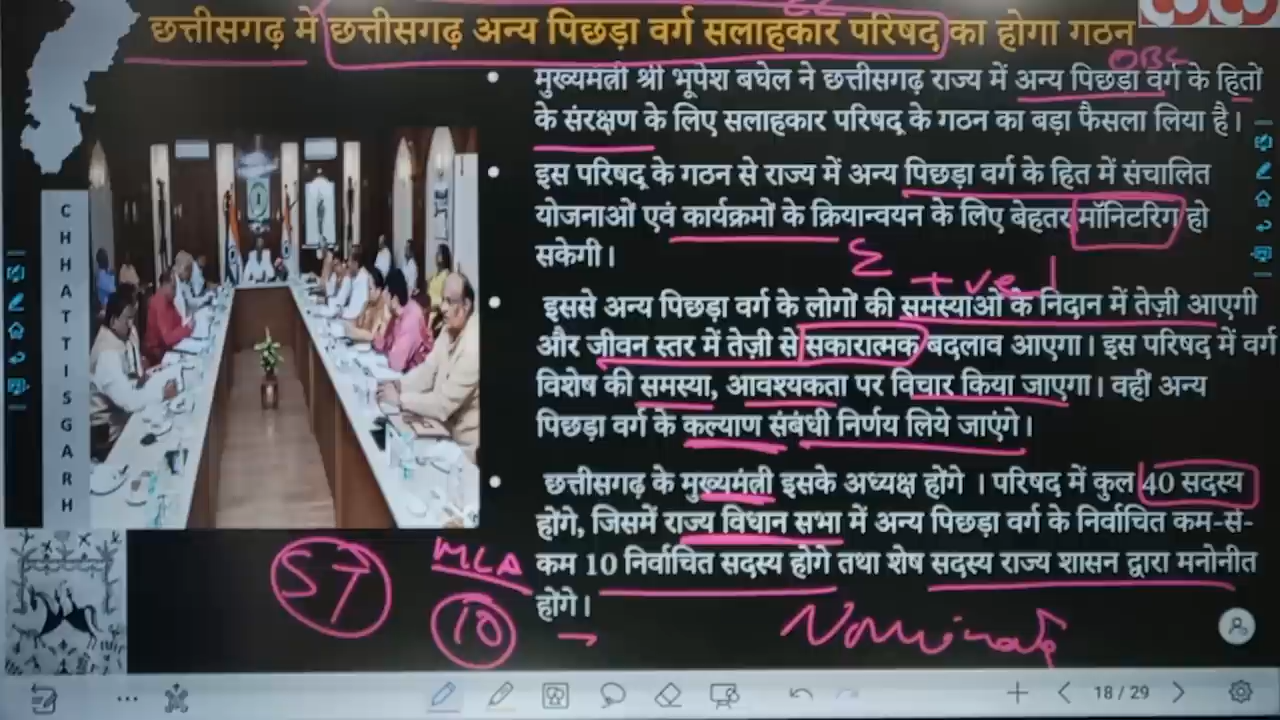 छत्तीसगढ़ में छत्तीसगढ़ अन्य पिछड़ा वर्ग सलाहकार परिषद का होगा गठन
OBC
• मुख्यमंत्री श्री भूपेश बघेल ने छत्तीसगढ़ राज्य में अन्य पिछड़ा वर्ग के हितों
के संरक्षण के लिए सलाहकार परिषद के गठन का बड़ा फैसला लिया है।
• इस परिषद के गठन से राज्य में अन्य पिछड़ा वर्ग के हित में संचालित
योजनाओं एवं कार्यक्रमों के क्रियान्वयन के लिए बेहतर मॉनिटरिंग हो
सकेगी।
+ve
• इससे अन्य पिछड़ा वर्ग के लोगों की समस्याओं के निदान में तेज़ी आएगी
और जीवन स्तर में तेज़ी से सकारात्मक बदलाव आएगा। इस परिषद में वर्ग
विशेष की समस्या, आवश्यकता पर विचार किया जाएगा। वहीं अन्य
पिछड़ा वर्ग के कल्याण संबंधी निर्णय लिये जाएंगे।
• छत्तीसगढ़ के मुख्यमंत्री इसके अध्यक्ष होंगे । परिषद में कुल 40 सदस्य
होंगे, जिसमें राज्य विधान सभा में अन्य पिछड़ा वर्ग के निर्वाचित कम-से-
कम 10 निर्वाचित सदस्य होंगे तथा शेष सदस्य राज्य शासन द्वारा मनोनीत
होंगे।
CHHATTISGARH
ST
MLA
10
Nominate
18 / 29